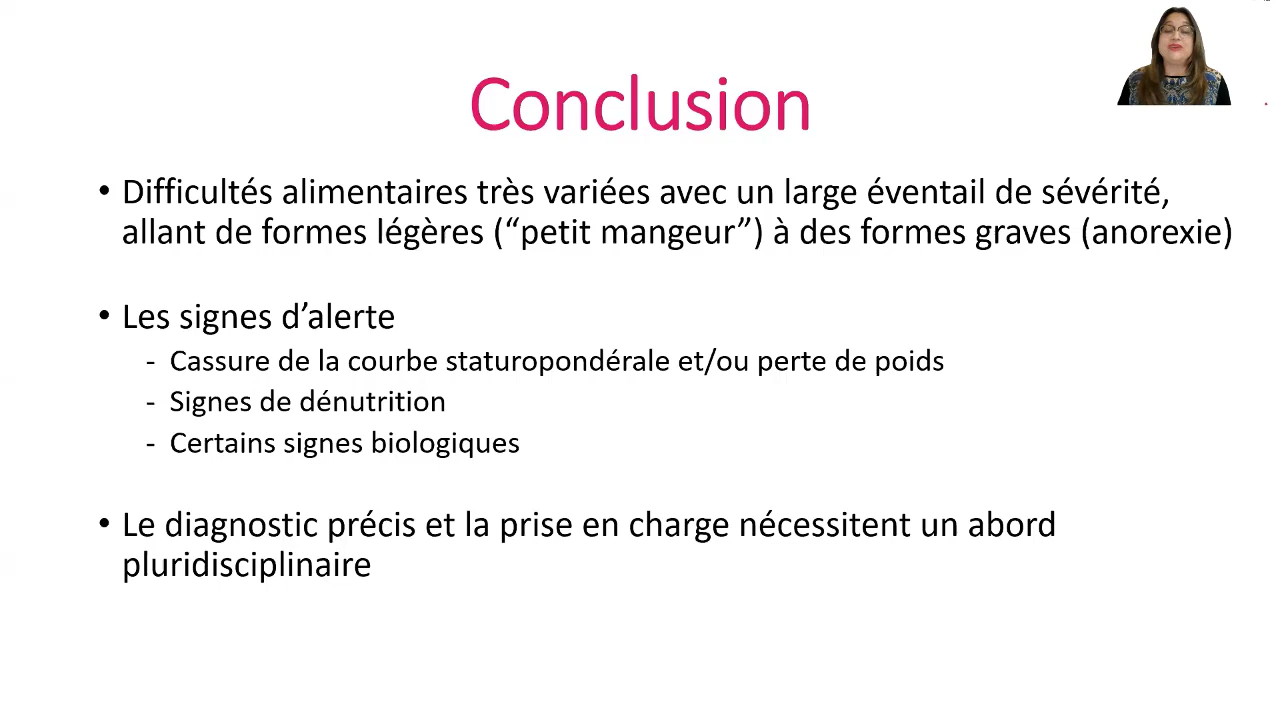 Conclusion
• Difficultés alimentaires très variées avec un large éventail de sévérité,
allant de formes légères (“petit mangeur”) à des formes graves (anorexie)
• Les signes d’alerte
- Cassure de la courbe staturopondérale et/ou perte de poids
- Signes de dénutrition
- Certains signes biologiques
• Le diagnostic précis et la prise en charge nécessitent un abord
pluridisciplinaire